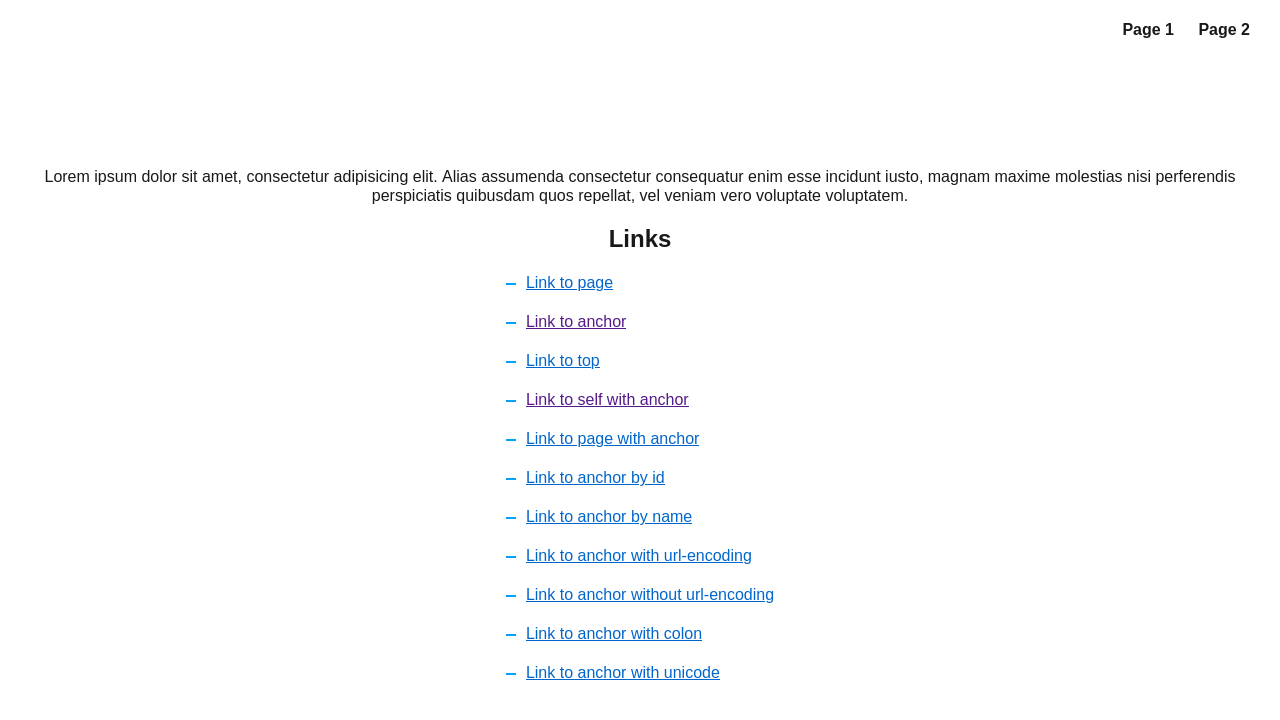 Page 1 Page 2
Lorem ipsum dolor sit amet, consectetur adipisicing elit. Alias assumenda consectetur consequatur enim esse incidunt iusto, magnam maxime molestias nisi perferendis
perspiciatis quibusdam quos repellat, vel veniam vero voluptate voluptatem.
Links
Link to page
Link to anchor
Link to top
Link to self with anchor
Link to page with anchor
Link to anchor by id
Link to anchor by name
Link to anchor with url-encoding
Link to anchor without url-encoding
Link to anchor with colon
Link to anchor with unicode